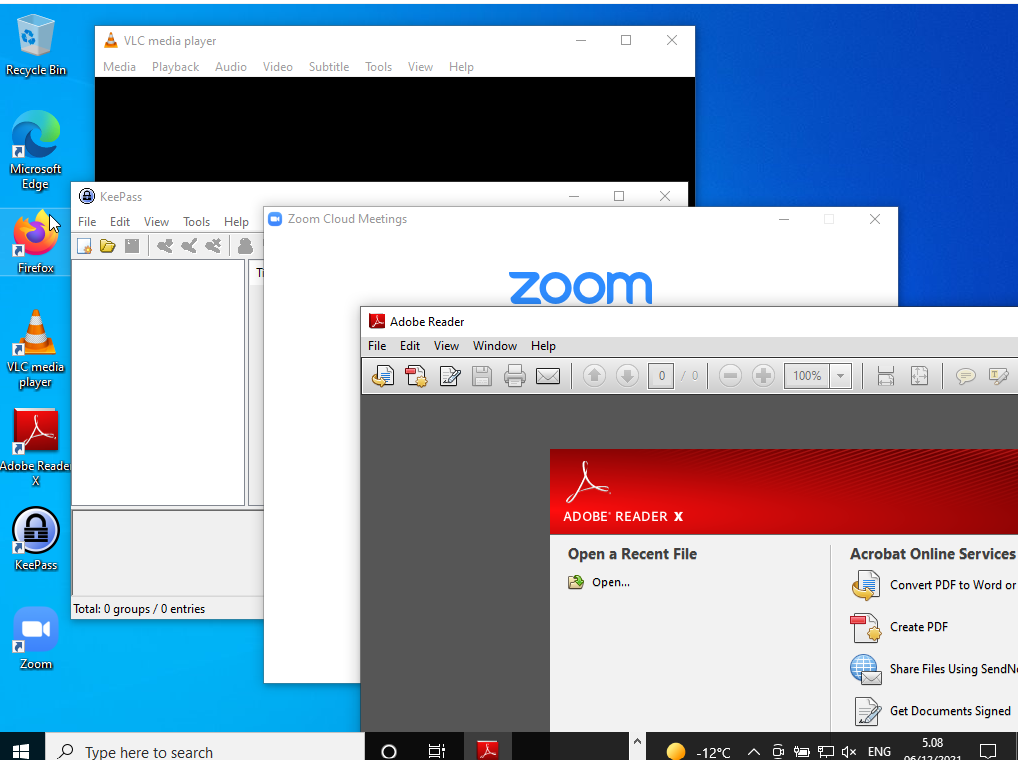 Recycle Bin
Microsoft
Edge
Firefox
VLC media
player
Adobe Reader
X
KeePass
Zoom
VLC media player
Media Playback Audio Video Subtitle Tools View Help
KeePass
File Edit View Tools Help
Total: 0 groups / 0 entries
Zoom Cloud Meetings
zoom
Adobe Reader
File Edit View Window Help
0 / 0 100%
ADOBE® READER X
Open a Recent File
Open...
Acrobat Online Services
Convert PDF to Word or
Create PDF
Share Files Using
Get Documents Signed
Type here to search
-12°C
ENG
5.08
06/12/2021